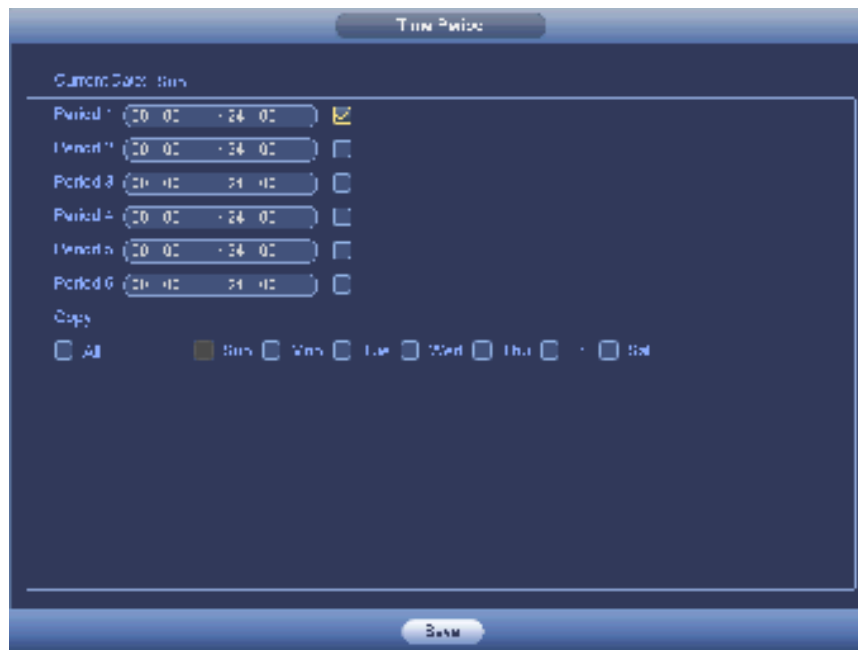 Time Period
Current Date: Sun
Period 1 00 : 00 - 24 : 00
Period 2 00 : 00 - 24 : 00
Period 3 00 : 00 - 24 : 00
Period 4 00 : 00 - 24 : 00
Period 5 00 : 00 - 24 : 00
Period 6 00 : 00 - 24 : 00
Copy
All Sun Mon Tue Wed Thu Sat
Save